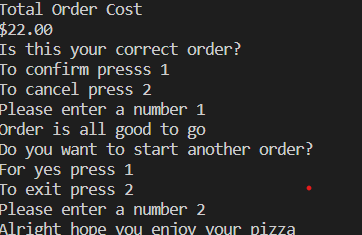 Total Order Cost
$22.00
Is this your correct order?
To confirm presss 1
To cancel press 2
Please enter a number 1
Order is all good to go
Do you want to start another order?
For yes press 1
To exit press 2
Please enter a number 2
Alright hope you enjoy your pizza